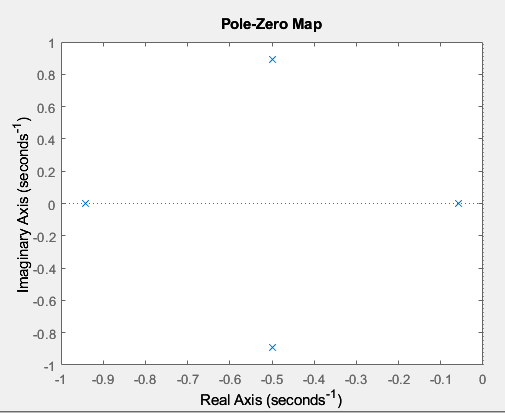 Pole-Zero Map
1
0.8
0.6
0.4
0.2
0
-0.2
-0.4
-0.6
-0.8
-1
Imaginary Axis (seconds⁻¹)
-1 -0.9 -0.8 -0.7 -0.6 -0.5 -0.4 -0.3 -0.2 -0.1 0
Real Axis (seconds⁻¹)